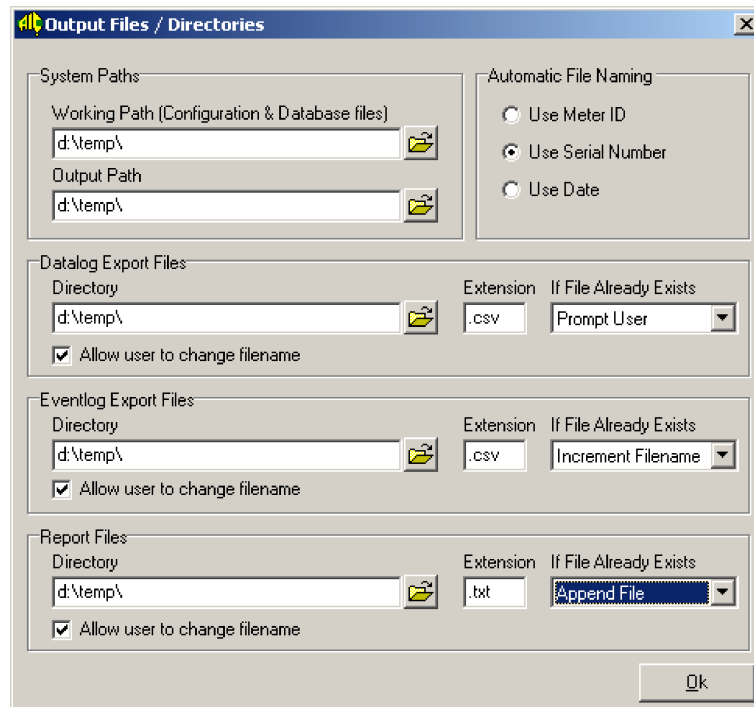 Output Files / Directories
System Paths
Working Path (Configuration & Database files)
d:\temp\
Output Path
d:\temp\
Automatic File Naming
Use Meter ID
Use Serial Number
Use Date
Datalog Export Files
Directory Extension If File Already Exists
d:\temp\ .csv Prompt User
Allow user to change filename
Eventlog Export Files
Directory Extension If File Already Exists
d:\temp\ .csv Increment Filename
Allow user to change filename
Report Files
Directory Extension If File Already Exists
d:\temp\ .txt Append File
Allow user to change filename
Ok